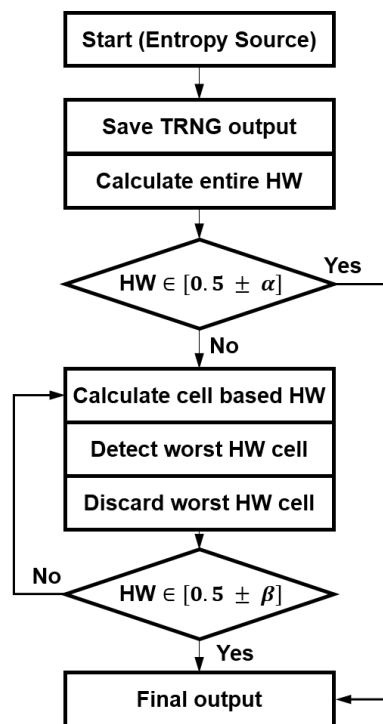 Start (Entropy Source)
Save TRNG output
Calculate entire HW
HW ∈ [0.5 ± α]
Yes
No
Calculate cell based HW
Detect worst HW cell
Discard worst HW cell
No
HW ∈ [0.5 ± β]
Yes
Final output